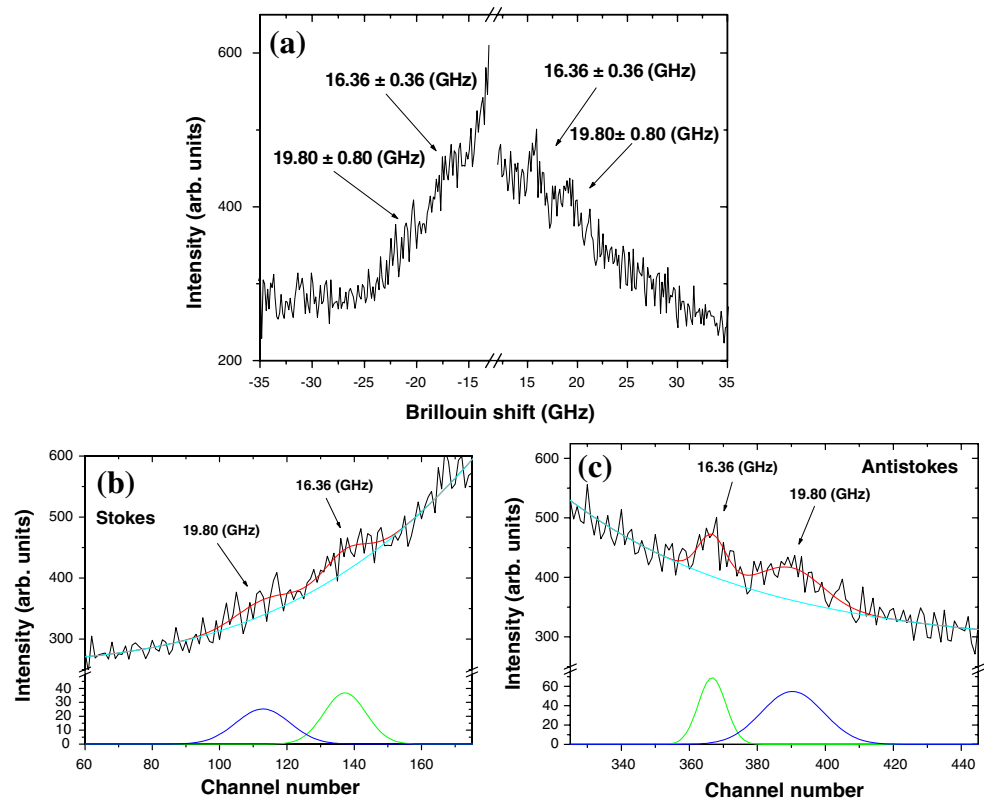 (a)
600
400
200
Intensity (arb. units)
16.36 ± 0.36 (GHz)
16.36 ± 0.36 (GHz)
19.80 ± 0.80 (GHz)
19.80± 0.80 (GHz)
-35 -30 -25 -20 -15 15 20 25 30 35
Brillouin shift (GHz)
(b)
Stokes
600
500
400
300
40
30
20
10
0
Intensity (arb. units)
19.80 (GHz)
16.36 (GHz)
60 80 100 120 140 160
Channel number
(c)
Antistokes
600
500
400
300
60
40
20
0
Intensity (arb. units)
16.36 (GHz)
19.80 (GHz)
340 360 380 400 420 440
Channel number